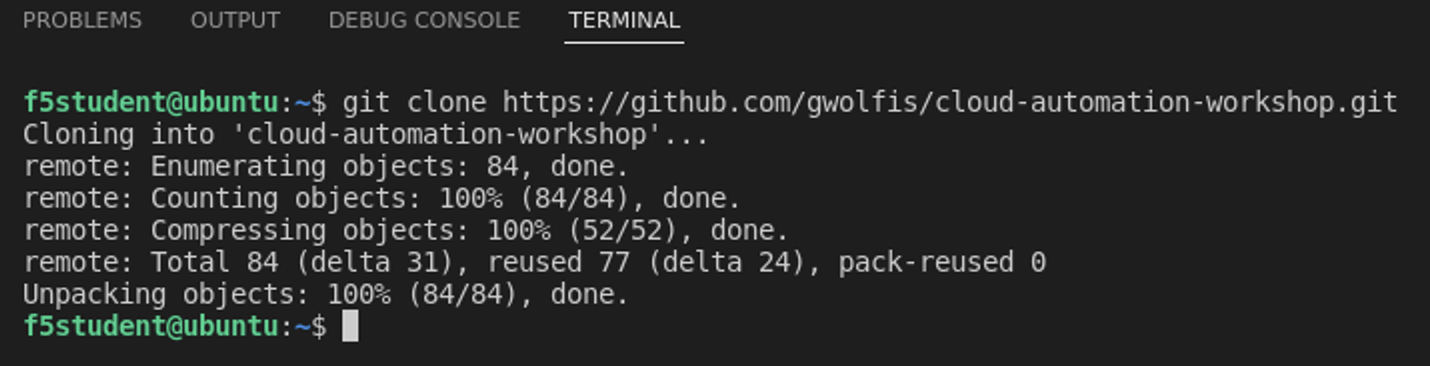 PROBLEMS OUTPUT DEBUG CONSOLE TERMINAL
f5student@ubuntu:~$ git clone https://github.com/gwolfis/cloud-automation-workshop.git
Cloning into 'cloud-automation-workshop'...
remote: Enumerating objects: 84, done.
remote: Counting objects: 100% (84/84), done.
remote: Compressing objects: 100% (52/52), done.
remote: Total 84 (delta 31), reused 77 (delta 24), pack-reused 0
Unpacking objects: 100% (84/84), done.
f5student@ubuntu:~$